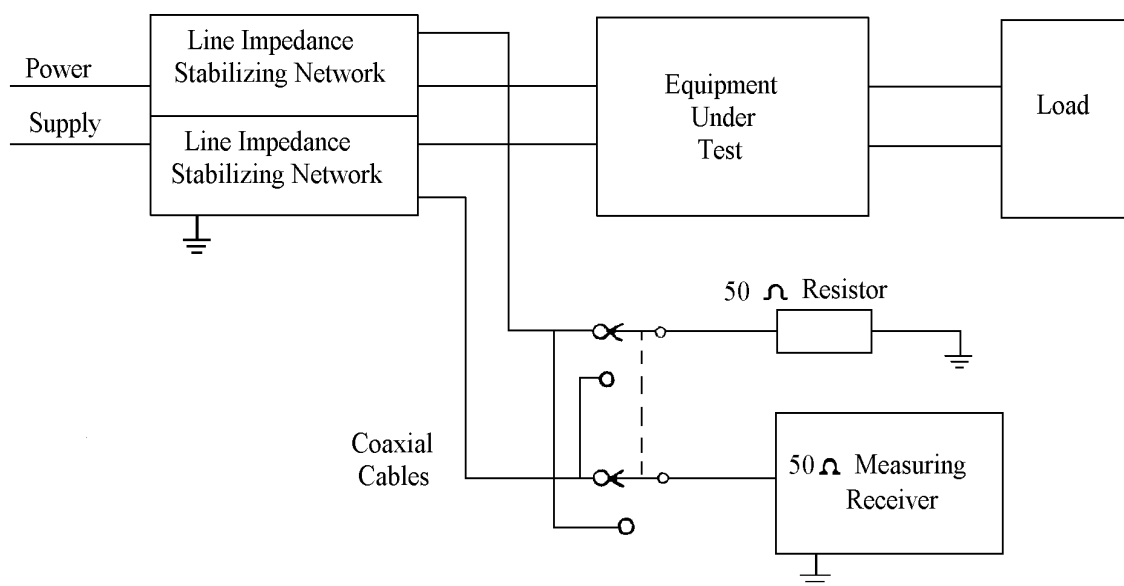 Line Impedance
Stabilizing Network
Power
Supply
Line Impedance
Stabilizing Network
Equipment
Under
Test
Load
50 Ω Resistor
Coaxial
Cables
50Ω Measuring
Receiver